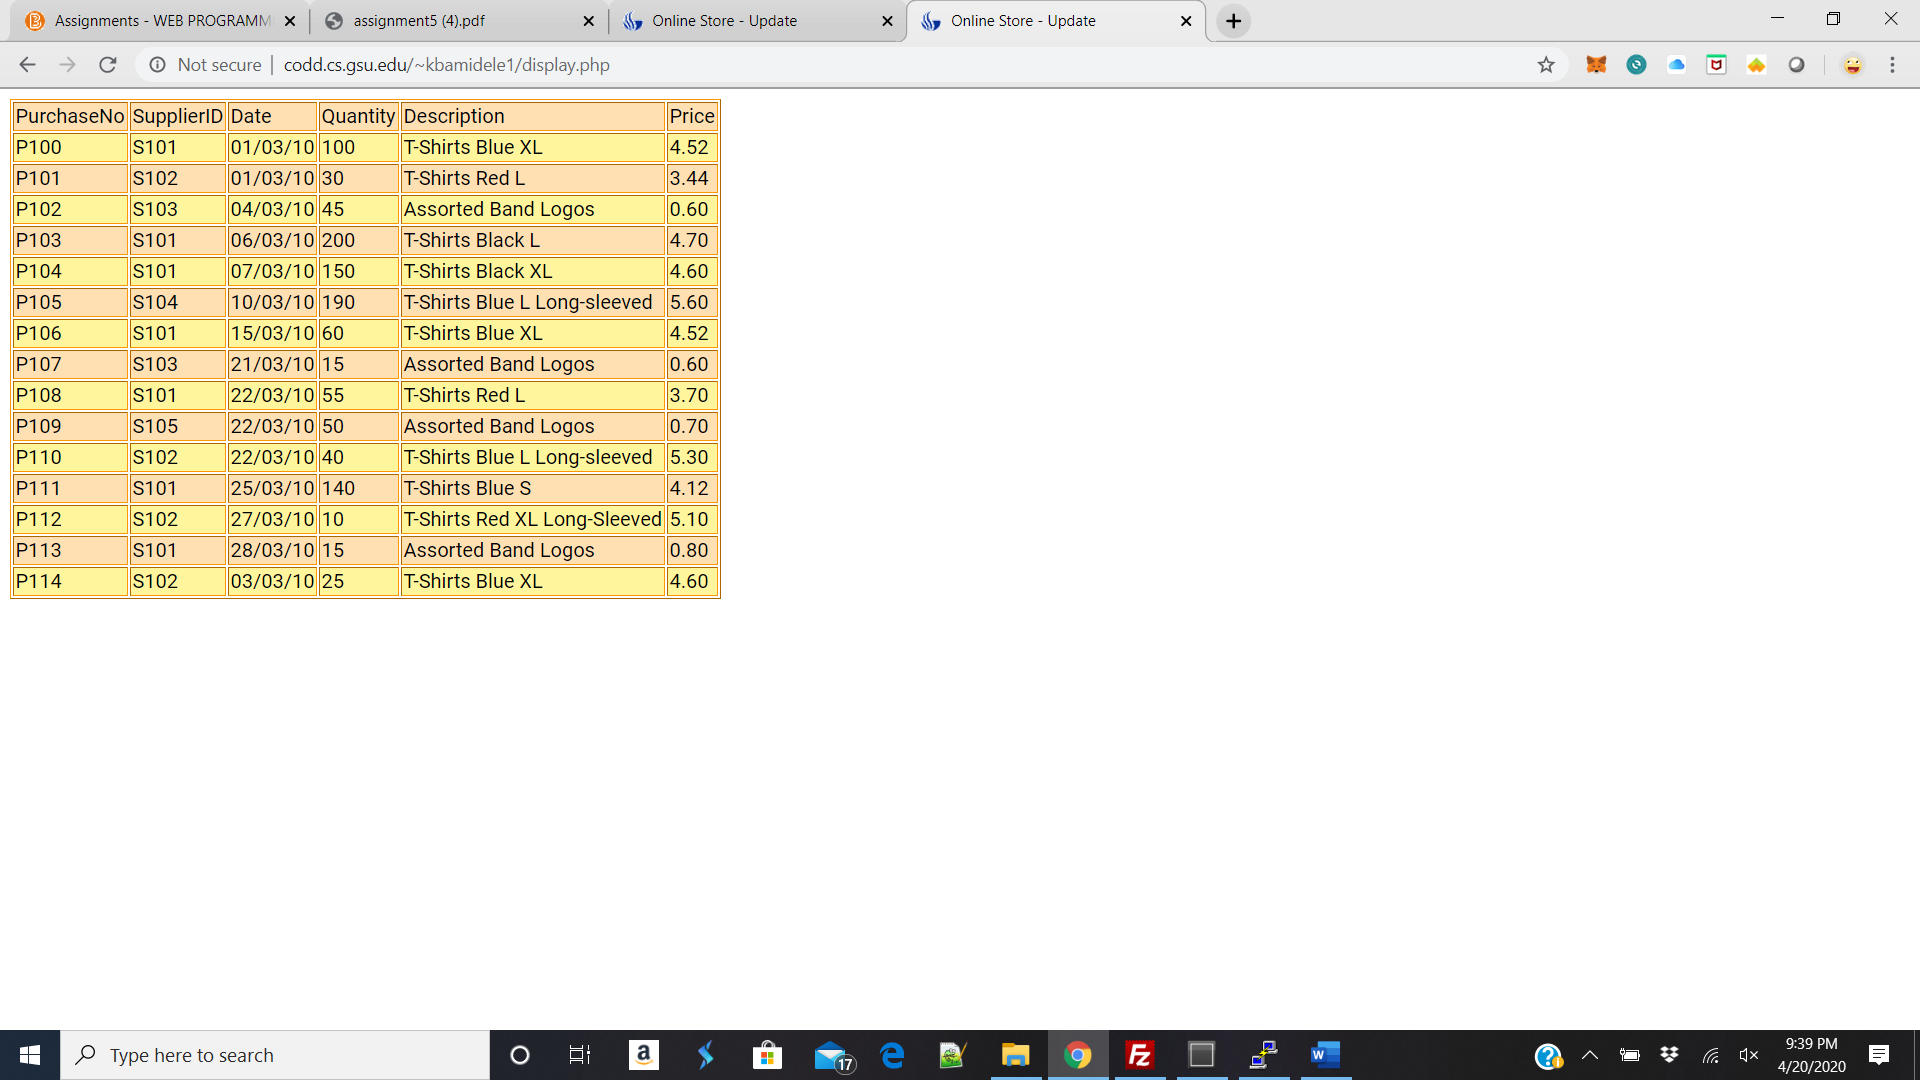 Assignments - WEB PROGRAMM
assignment5 (4).pdf
Online Store - Update
Online Store - Update
Not secure | codd.cs.gsu.edu/~kbamidele1/display.php
PurchaseNo SupplierID Date Quantity Description Price
P100 S101 01/03/10 100 T-Shirts Blue XL 4.52
P101 S102 01/03/10 30 T-Shirts Red L 3.44
P102 S103 04/03/10 45 Assorted Band Logos 0.60
P103 S101 06/03/10 200 T-Shirts Black L 4.70
P104 S101 07/03/10 150 T-Shirts Black XL 4.60
P105 S104 10/03/10 190 T-Shirts Blue L Long-sleeved 5.60
P106 S101 15/03/10 60 T-Shirts Blue XL 4.52
P107 S103 21/03/10 15 Assorted Band Logos 0.60
P108 S101 22/03/10 55 T-Shirts Red L 3.70
P109 S105 22/03/10 50 Assorted Band Logos 0.70
P110 S102 22/03/10 40 T-Shirts Blue L Long-sleeved 5.30
P111 S101 25/03/10 140 T-Shirts Blue S 4.12
P112 S102 27/03/10 10 T-Shirts Red XL Long-Sleeved 5.10
P113 S101 28/03/10 15 Assorted Band Logos 0.80
P114 S102 03/03/10 25 T-Shirts Blue XL 4.60
Type here to search
17
9:39 PM
4/20/2020